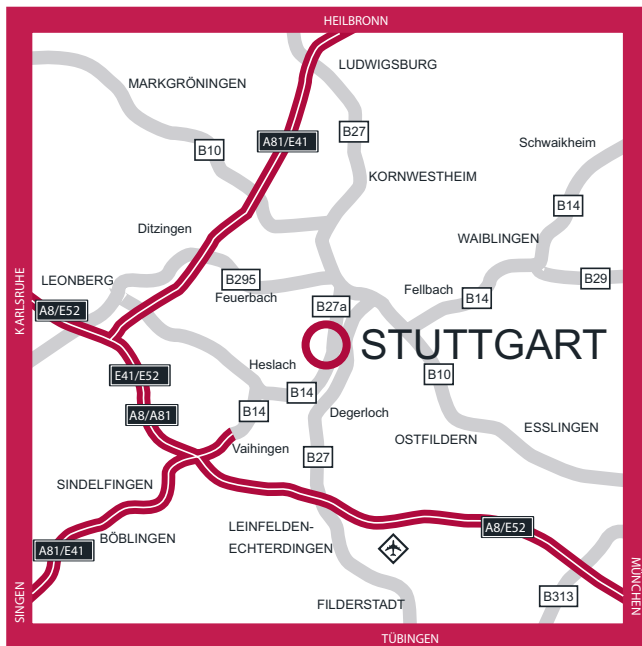 HEILBRONN
LUDWIGSBURG
MARKGRÖNINGEN
A81/E41
B27
B10
Schwaikheim
KORNWESTHEIM
B14
Ditzingen
WAIBLINGEN
KARLSRUHE
LEONBERG
B295
B29
Feuerbach
Fellbach
B14
B27a
A8/E52
STUTTGART
Heslach
E41/E52
B10
B14
A8/A81
B14
Degerloch
ESSLINGEN
OSTFILDERN
Vaihingen
B27
SINDELFINGEN
LEINFELDEN-
ECHTERDINGEN
A8/E52
BÖBLINGEN
A81/E41
SINGEN
MÜNCHEN
B313
FILDERSTADT
TÜBINGEN